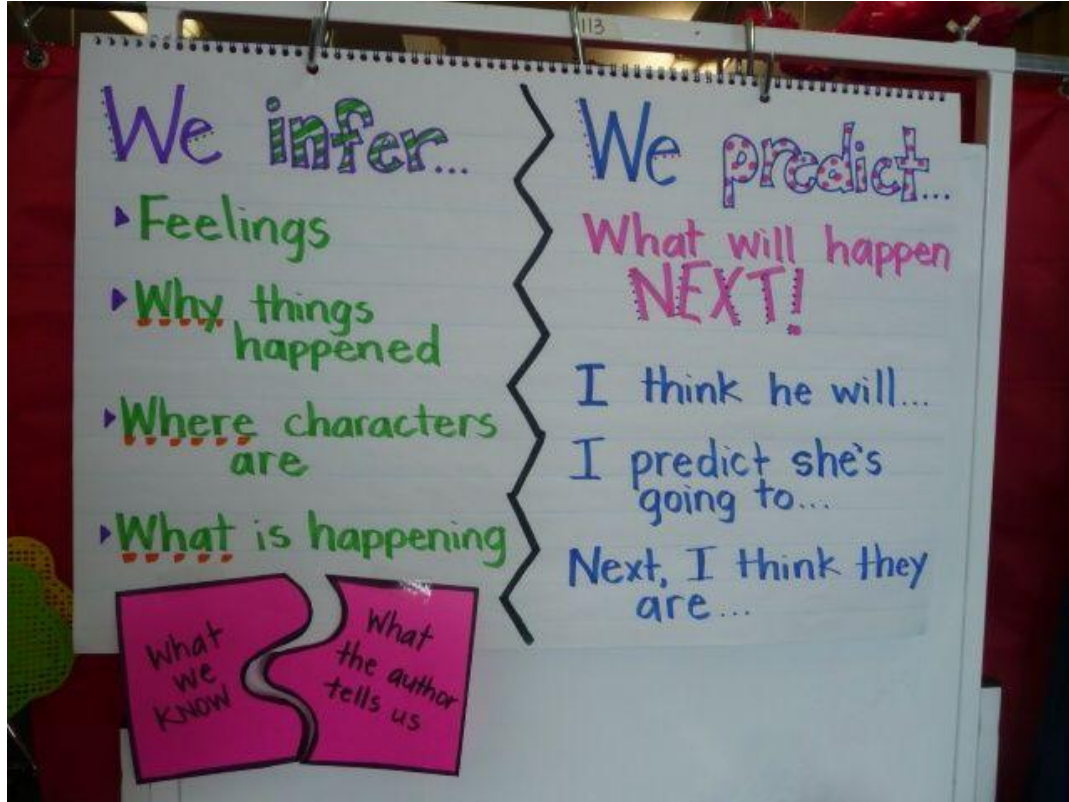 113
We infer...
Feelings
Why things
happened
Where characters
are
What is happening
What
we
KNOW
What
the author
tells us
We predict...
What will happen
NEXT!
I think he will...
I predict she's
going to...
Next, I think they
are...